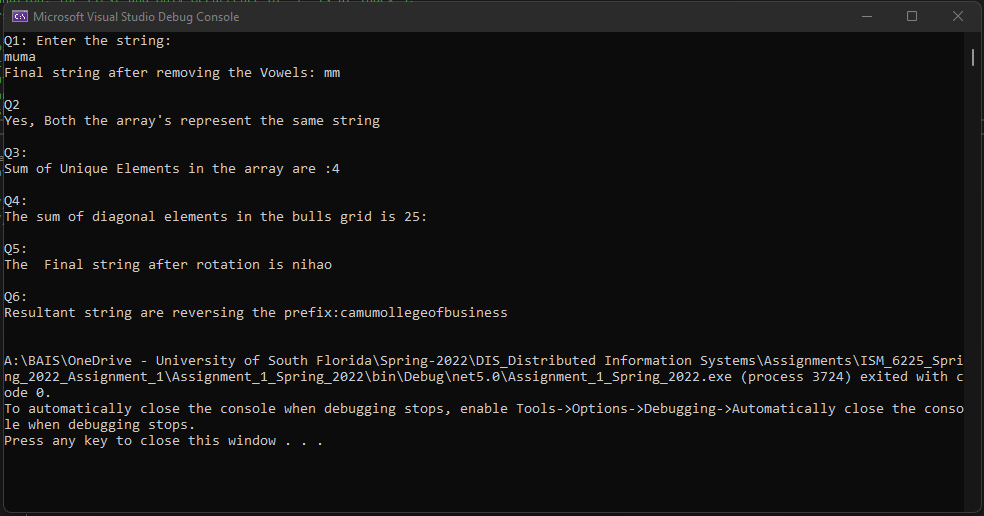 Microsoft Visual Studio Debug Console
Q1: Enter the string:
muma
Final string after removing the Vowels: mm
Q2
Yes, Both the array's represent the same string
Q3:
Sum of Unique Elements in the array are :4
Q4:
The sum of diagonal elements in the bulls grid is 25:
Q5:
The  Final string after rotation is nihao
Q6:
Resultant string are reversing the prefix:camumollegeofbusiness
A:\BAIS\OneDrive - University of South Florida\Spring-2022\DIS_Distributed Information Systems\Assignments\ISM_6225_Spri
ng_2022_Assignment_1\Assignment_1_Spring_2022\bin\Debug\net5.0\Assignment_1_Spring_2022.exe (process 3724) exited with c
ode 0.
To automatically close the console when debugging stops, enable Tools->Options->Debugging->Automatically close the conso
le when debugging stops.
Press any key to close this window . . .